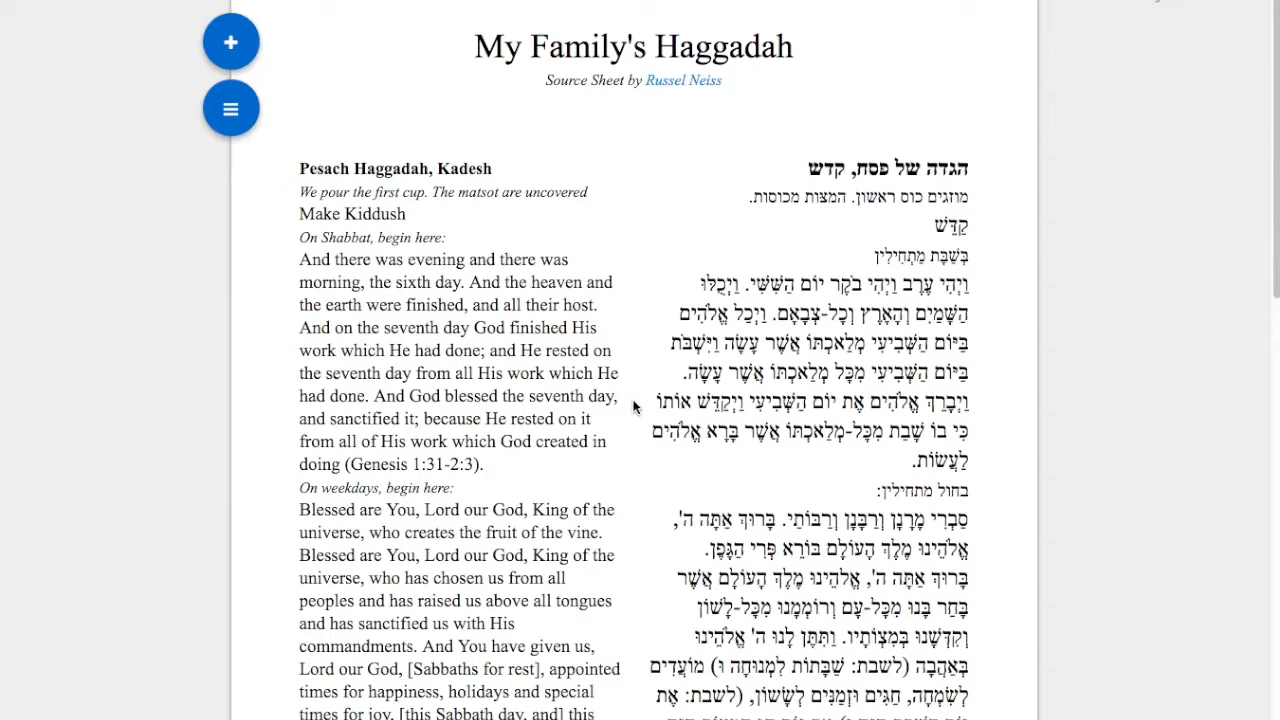 My Family's Haggadah
Source Sheet by Russel Neiss
Pesach Haggadah, Kadesh
We pour the first cup. The matsot are uncovered
Make Kiddush
On Shabbat, begin here:
And there was evening and there was
morning, the sixth day. And the heaven and
the earth were finished, and all their host.
And on the seventh day God finished His
work which He had done; and He rested on
the seventh day from all His work which He
had done. And God blessed the seventh day,
and sanctified it; because He rested on it
from all of His work which God created in
doing (Genesis 1:31-2:3).
On weekdays, begin here:
Blessed are You, Lord our God, King of the
universe, who creates the fruit of the vine.
Blessed are You, Lord our God, King of the
universe, who has chosen us from all
peoples and has raised us above all tongues
and has sanctified us with His
commandments. And You have given us,
Lord our God, [Sabbaths for rest], appointed
times for happiness, holidays and special
times for joy, [this Sabbath day, and] this
הגדה של פסח, קדש
מוזגים כוס ראשון. המצות מכוסות.
קַדֵּשׁ
בְּשַׁבָּת מַתְחִילִין
וַיְהִי עֶרֶב וַיְהִי בֹקֶר יוֹם הַשִּׁשִּׁי. וַיְכֻלּוּ
הַשָּׁמַיִם וְהָאָרֶץ וְכָל-צְבָאָם. וַיְכַל אֱלֹהִים
בַּיּוֹם הַשְּׁבִיעִי מְלַאכְתּוֹ אֲשֶׁר עָשָׂה וַיִּשְׁבֹּת
בַּיּוֹם הַשְּׁבִיעִי מִכָּל מְלַאכְתּוֹ אֲשֶׁר עָשָׂה.
וַיְבָרֶךְ אֱלֹהִים אֶת יוֹם הַשְּׁבִיעִי וַיְקַדֵּשׁ אוֹתוֹ
כִּי בוֹ שָׁבַת מִכָּל-מְלַאכְתּוֹ אֲשֶׁר בָּרָא אֱלֹהִים
לַעֲשׂוֹת.
בחול מתחילין:
סַבְרִי מָרָנָן וְרַבָּנָן וְרַבּוֹתַי. בָּרוּךְ אַתָּה ה',
אֱלֹהֵינוּ מֶלֶךְ הָעוֹלָם בּוֹרֵא פְּרִי הַגָּפֶן.
בָּרוּךְ אַתָּה ה', אֱלֹהֵינוּ מֶלֶךְ הָעוֹלָם אֲשֶׁר
בָּחַר בָּנוּ מִכָּל-עָם וְרוֹמְמָנוּ מִכָּל-לָשׁוֹן
וְקִדְּשָׁנוּ בְּמִצְוֹתָיו. וַתִּתֶּן לָנוּ ה' אֱלֹהֵינוּ
בְּאַהֲבָה (לשבת: שַׁבָּתוֹת לִמְנוּחָה וּ) מוֹעֲדִים
לְשִׂמְחָה, חַגִּים וּזְמַנִּים לְשָׂשׂוֹן, (לשבת: אֶת